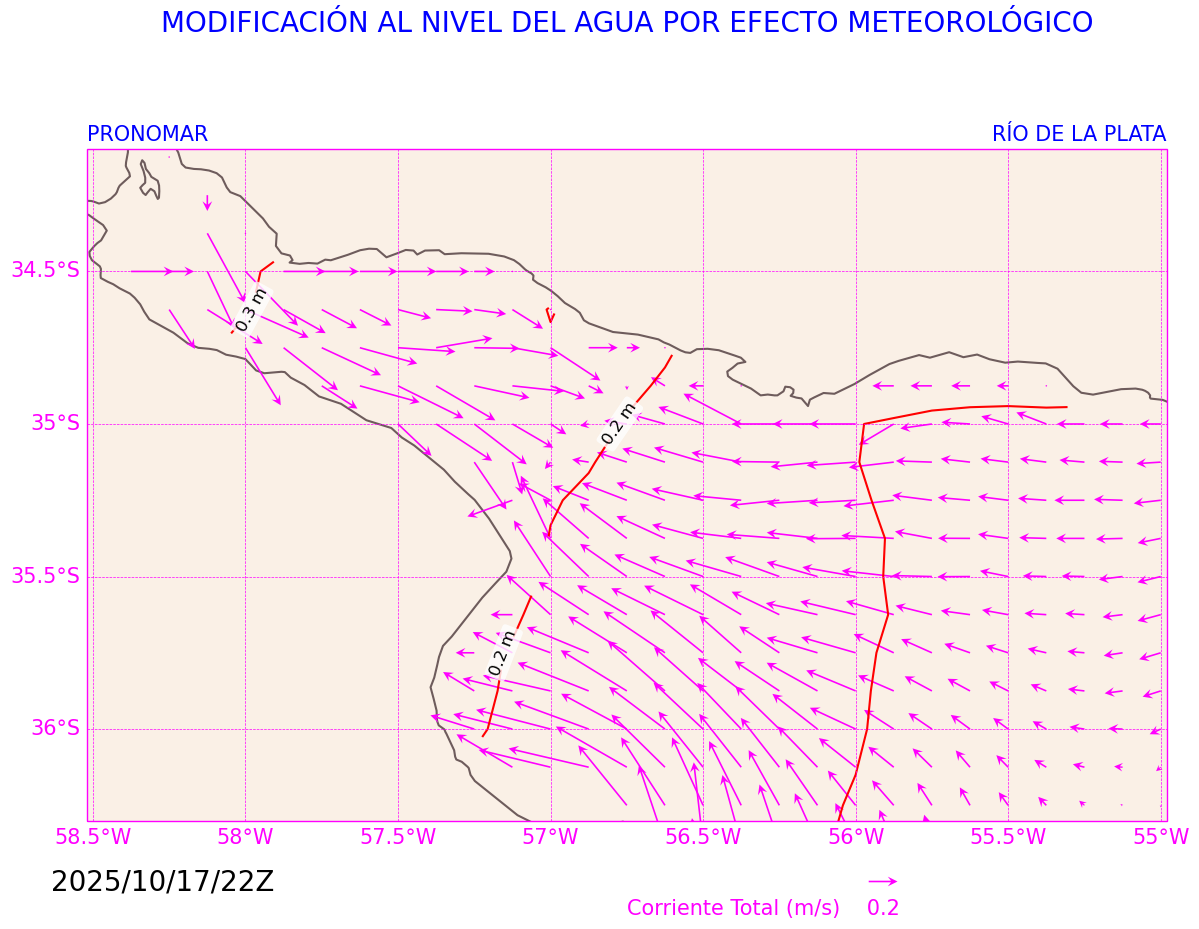 MODIFICACIÓN AL NIVEL DEL AGUA POR EFECTO METEOROLÓGICO
PRONOMAR RÍO DE LA PLATA
34.5°S
0.3 m
35°S
0.2 m
35.5°S
0.2 m
36°S
58.5°W 58°W 57.5°W 57°W 56.5°W 56°W 55.5°W 55°W
2025/10/17/22Z
Corriente Total (m/s) 0.2